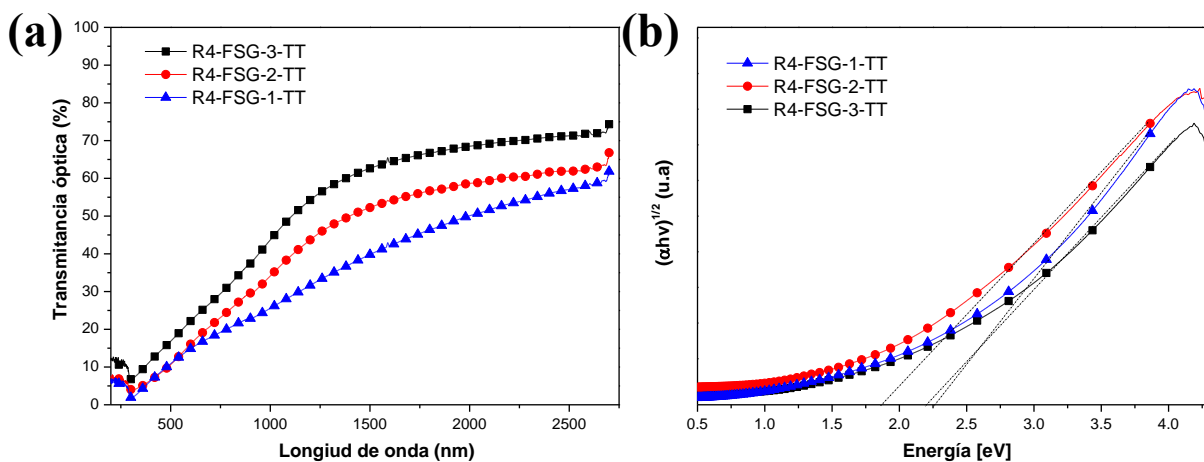 (a)
R4-FSG-3-TT
R4-FSG-2-TT
R4-FSG-1-TT
Transmitancia óptica (%)
100
90
80
70
60
50
40
30
20
10
0
500 1000 1500 2000 2500
Longiud de onda (nm)
(b)
R4-FSG-1-TT
R4-FSG-2-TT
R4-FSG-3-TT
(αhv)1/2 (u.a)
0.5 1.0 1.5 2.0 2.5 3.0 3.5 4.0
Energía [eV]